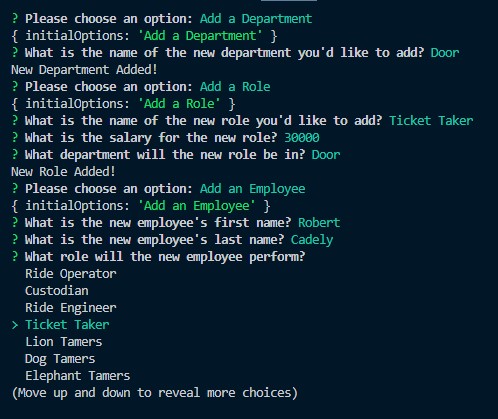 ? Please choose an option: Add a Department
{ initialOptions: 'Add a Department' }
? What is the name of the new department you'd like to add? Door
New Department Added!
? Please choose an option: Add a Role
{ initialOptions: 'Add a Role' }
? What is the name of the new role you'd like to add? Ticket Taker
? What is the salary for the new role? 30000
? What department will the new role be in? Door
New Role Added!
? Please choose an option: Add an Employee
{ initialOptions: 'Add an Employee' }
? What is the new employee's first name? Robert
? What is the new employee's last name? Cadely
? What role will the new employee perform?
Ride Operator
Custodian
Ride Engineer
> Ticket Taker
Lion Tamers
Dog Tamers
Elephant Tamers
(Move up and down to reveal more choices)